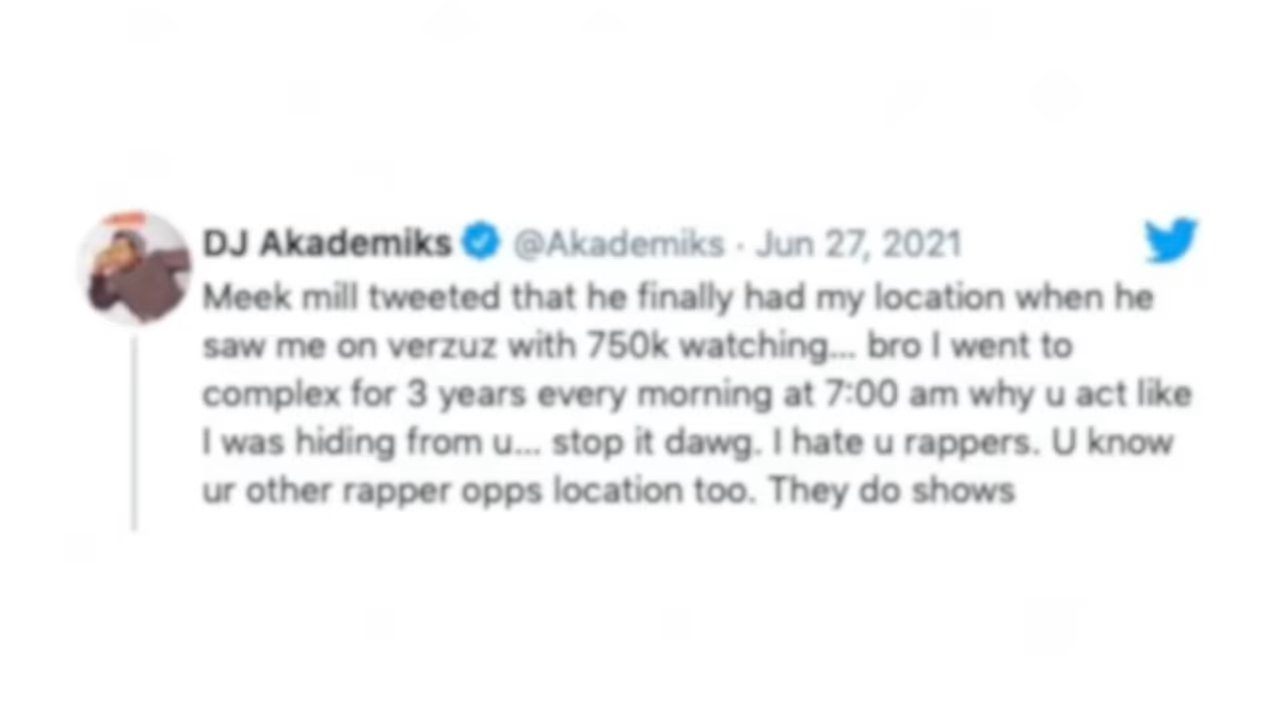 DJ Akademiks @Akademiks · Jun 27, 2021
Meek mill tweeted that he finally had my location when he
saw me on verzuz with 750k watching... bro I went to
complex for 3 years every morning at 7:00 am why u act like
I was hiding from u... stop it dawg. I hate u rappers. U know
ur other rapper opps location too. They do shows